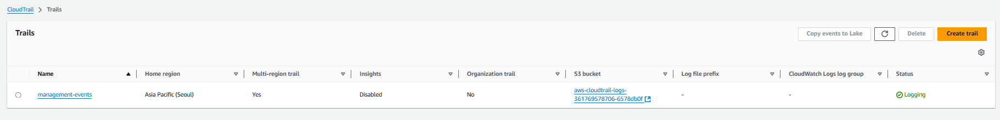 CloudTrail > Trails
Trails
Copy events to Lake Delete Create trail
Name Home region Multi-region trail Insights Organization trail S3 bucket Log file prefix CloudWatch Logs log group Status
management-events Asia Pacific (Seoul) Yes Disabled No aws-cloudtrail-logs- - - Logging
361769578706-6578db0f